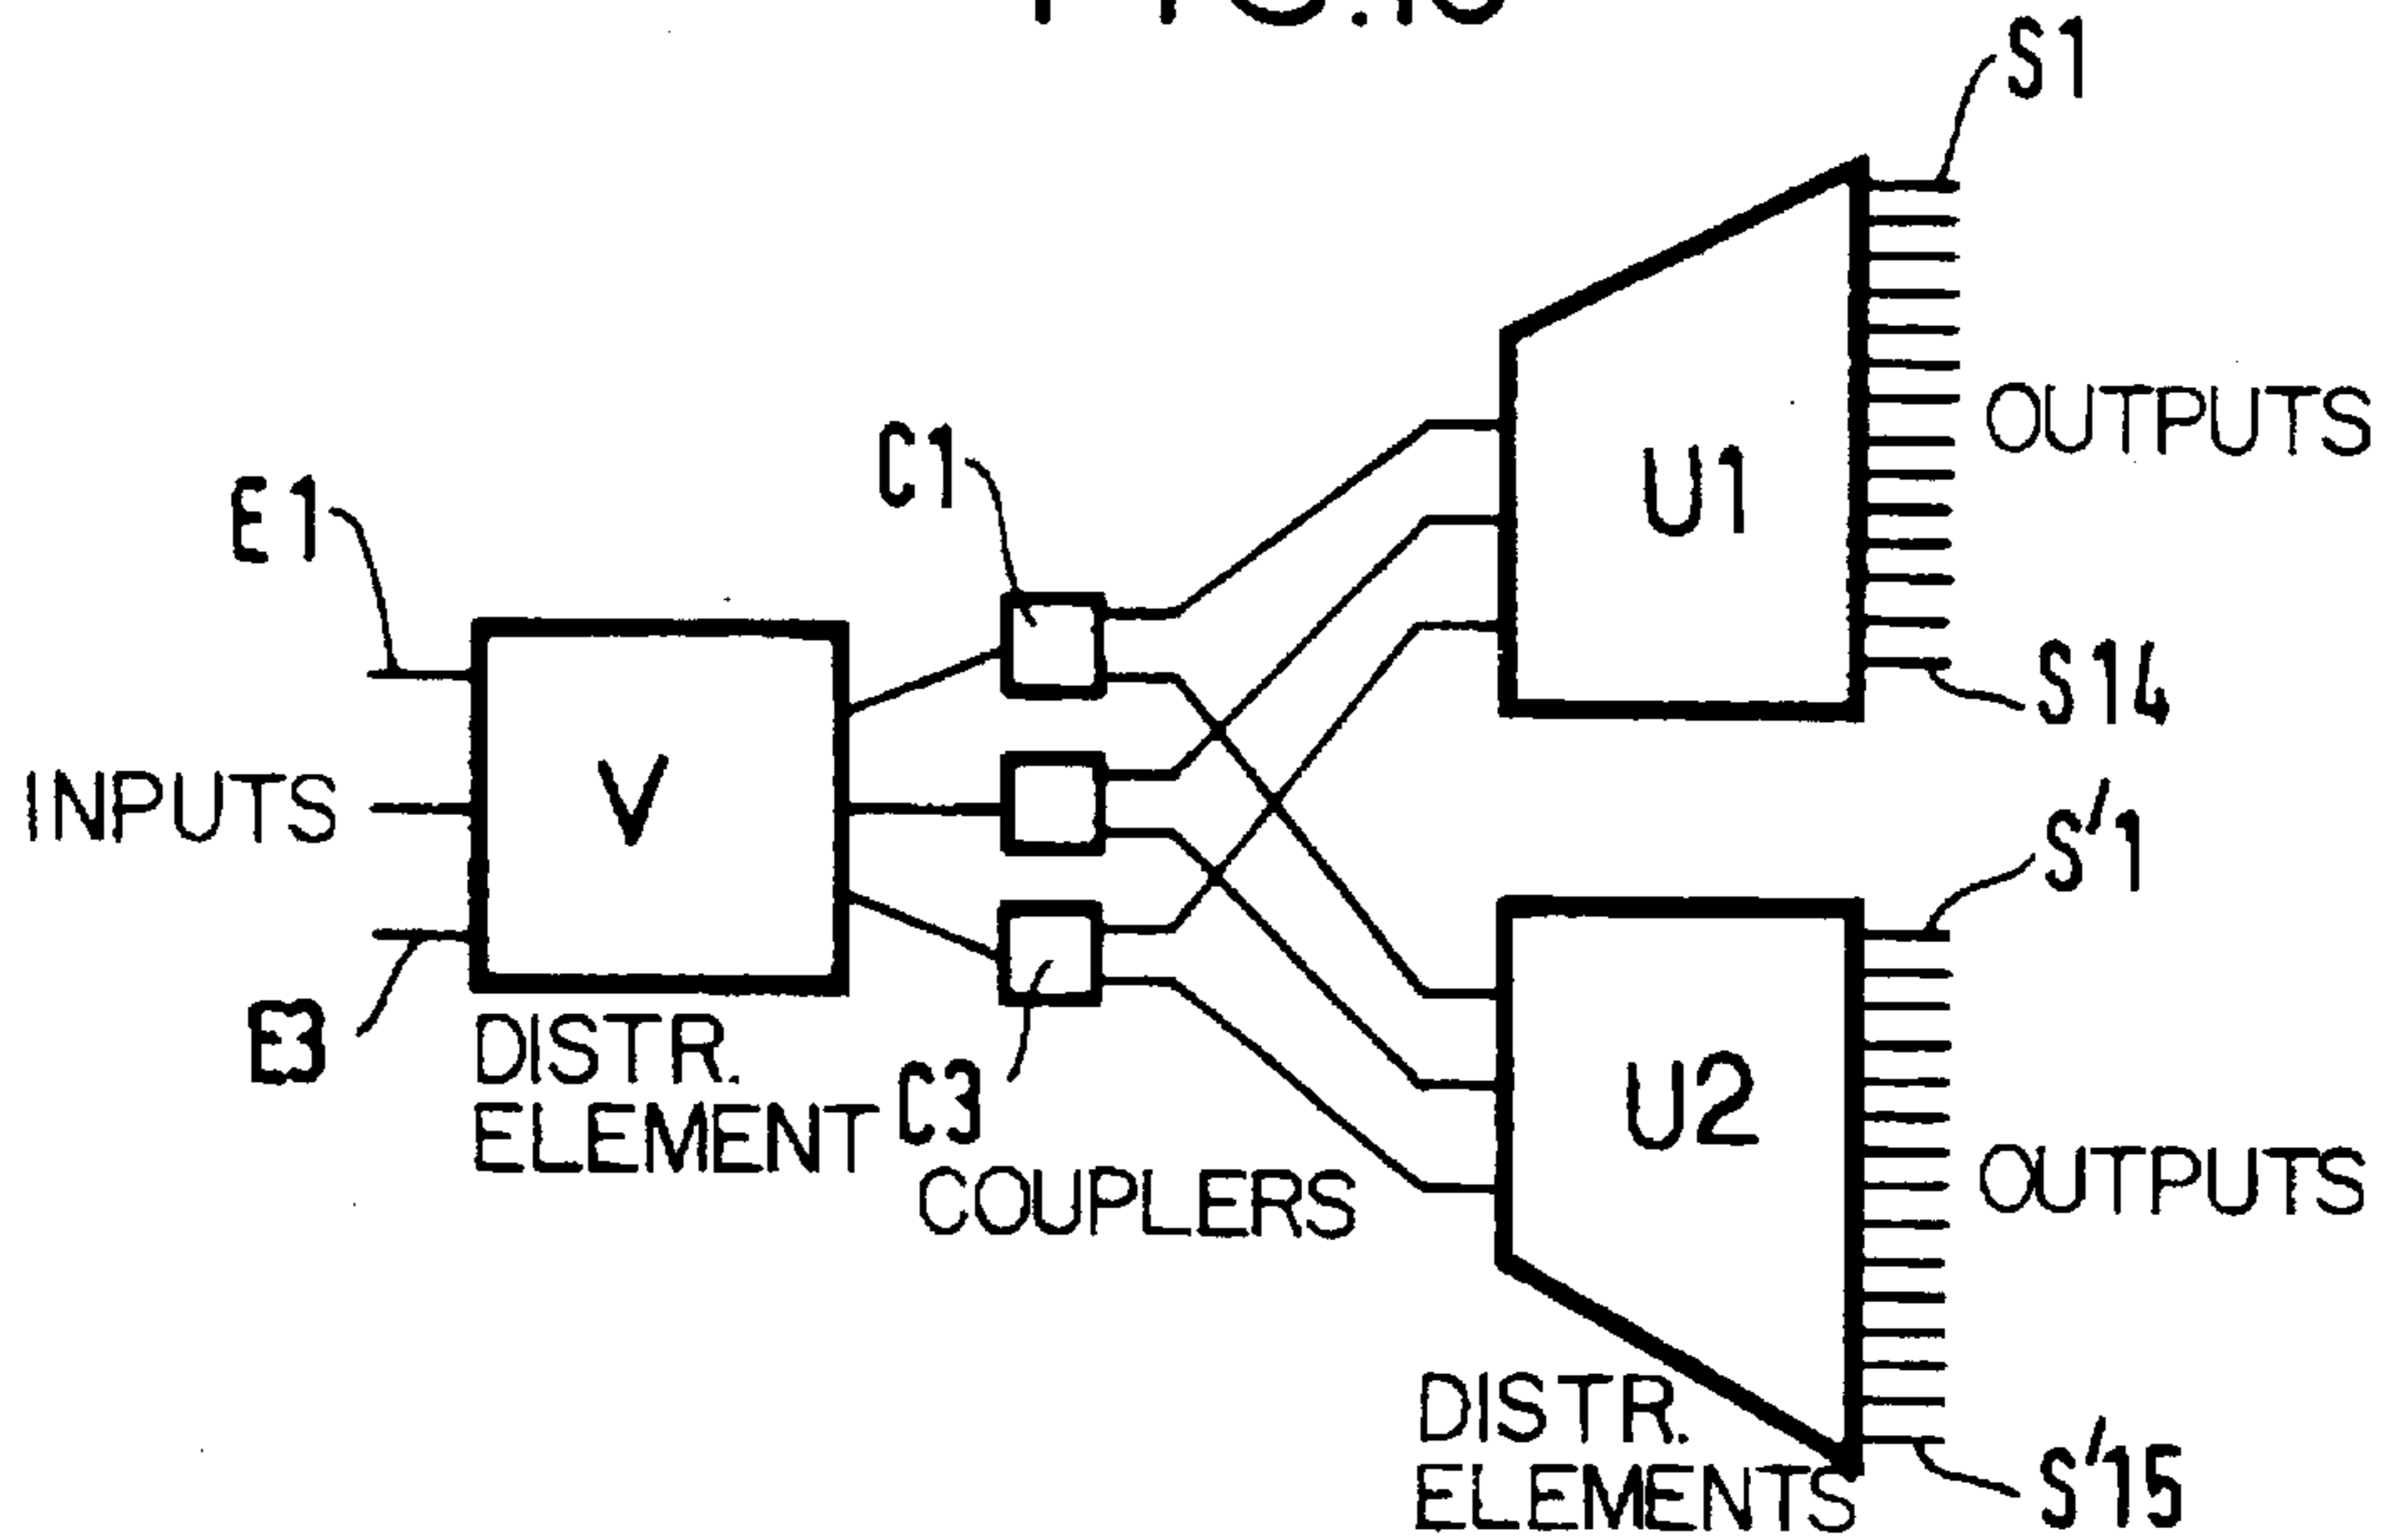 S1
C1
OUTPUTS
E1
U1
S14
INPUTS
V
S'1
E3
DISTR.
ELEMENT
C3
U2
COUPLERS
OUTPUTS
DISTR.
ELEMENTS
S'15